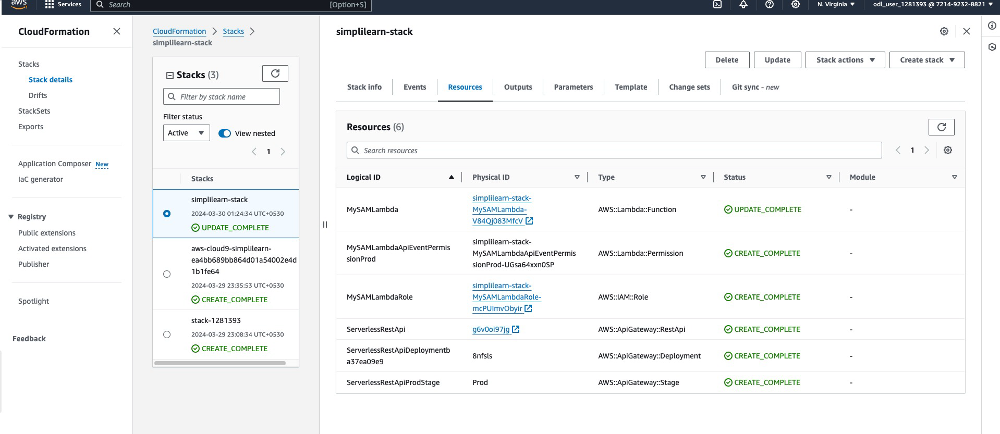 aws
Services
Search
[Option+S]
N. Virginia
odl_user_1281393 @ 7214-9232-8821
CloudFormation
Stacks
Stack details
Drifts
StackSets
Exports
Application Composer New
IaC generator
Registry
Public extensions
Activated extensions
Publisher
Spotlight
Feedback
CloudFormation
Stacks
simplilearn-stack
Stacks (3)
Filter by stack name
Filter status
Active
View nested
1
Stacks
simplilearn-stack
2024-03-30 01:24:34 UTC+0530
UPDATE_COMPLETE
aws-cloud9-simplilearn-
ea4bb689bb864d01a54002e4d
1b1fe64
2024-03-29 23:35:53 UTC+0530
CREATE_COMPLETE
stack-1281393
2024-03-29 23:08:34 UTC+0530
CREATE_COMPLETE
simplilearn-stack
Delete
Update
Stack actions
Create stack
Stack info
Events
Resources
Outputs
Parameters
Template
Change sets
Git sync - new
Resources (6)
Search resources
1
Logical ID
Physical ID
Type
Status
Module
MySAMLambda
simplilearn-stack-
MySAMLambda-
V84Qj083MfcV
AWS::Lambda::Function
UPDATE_COMPLETE
-
MySAMLambdaApiEventPermis
sionProd
simplilearn-stack-
MySAMLambdaApiEventPermis
sionProd-UGsa64xxn0SP
AWS::Lambda::Permission
CREATE_COMPLETE
-
MySAMLambdaRole
simplilearn-stack-
MySAMLambdaRole-
mcPUImvObyir
AWS::IAM::Role
CREATE_COMPLETE
-
ServerlessRestApi
g6v0oi97jg
AWS::ApiGateway::RestApi
CREATE_COMPLETE
-
ServerlessRestApiDeploymentb
a37ea09e9
8nfsls
AWS::ApiGateway::Deployment
CREATE_COMPLETE
-
ServerlessRestApiProdStage
Prod
AWS::ApiGateway::Stage
CREATE_COMPLETE
-